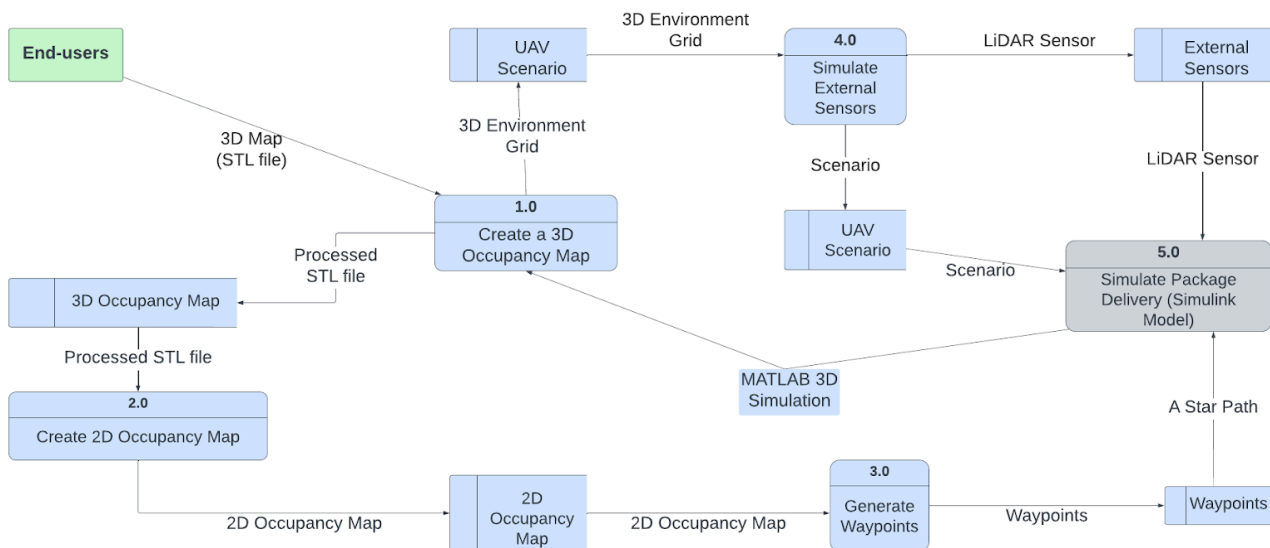 End-users
UAV
Scenario
3D Environment
Grid
4.0
Simulate
External
Sensors
LiDAR Sensor
External
Sensors
3D Map
(STL file)
3D Environment
Grid
Scenario
LiDAR Sensor
1.0
Create a 3D
Occupancy Map
UAV
Scenario
Scenario
5.0
Simulate Package
Delivery (Simulink
Model)
Processed
STL file
3D Occupancy Map
Processed STL file
MATLAB 3D
Simulation
A Star Path
2.0
Create 2D Occupancy Map
2D Occupancy Map
2D
Occupancy
Map
2D Occupancy Map
3.0
Generate
Waypoints
Waypoints
Waypoints